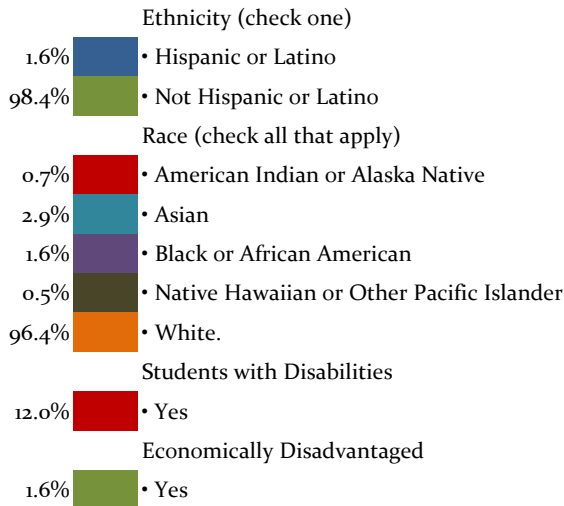 Ethnicity (check one)
1.6% • Hispanic or Latino
98.4% • Not Hispanic or Latino
Race (check all that apply)
0.7% • American Indian or Alaska Native
2.9% • Asian
1.6% • Black or African American
0.5% • Native Hawaiian or Other Pacific Islander
96.4% • White.
Students with Disabilities
12.0% • Yes
Economically Disadvantaged
1.6% • Yes